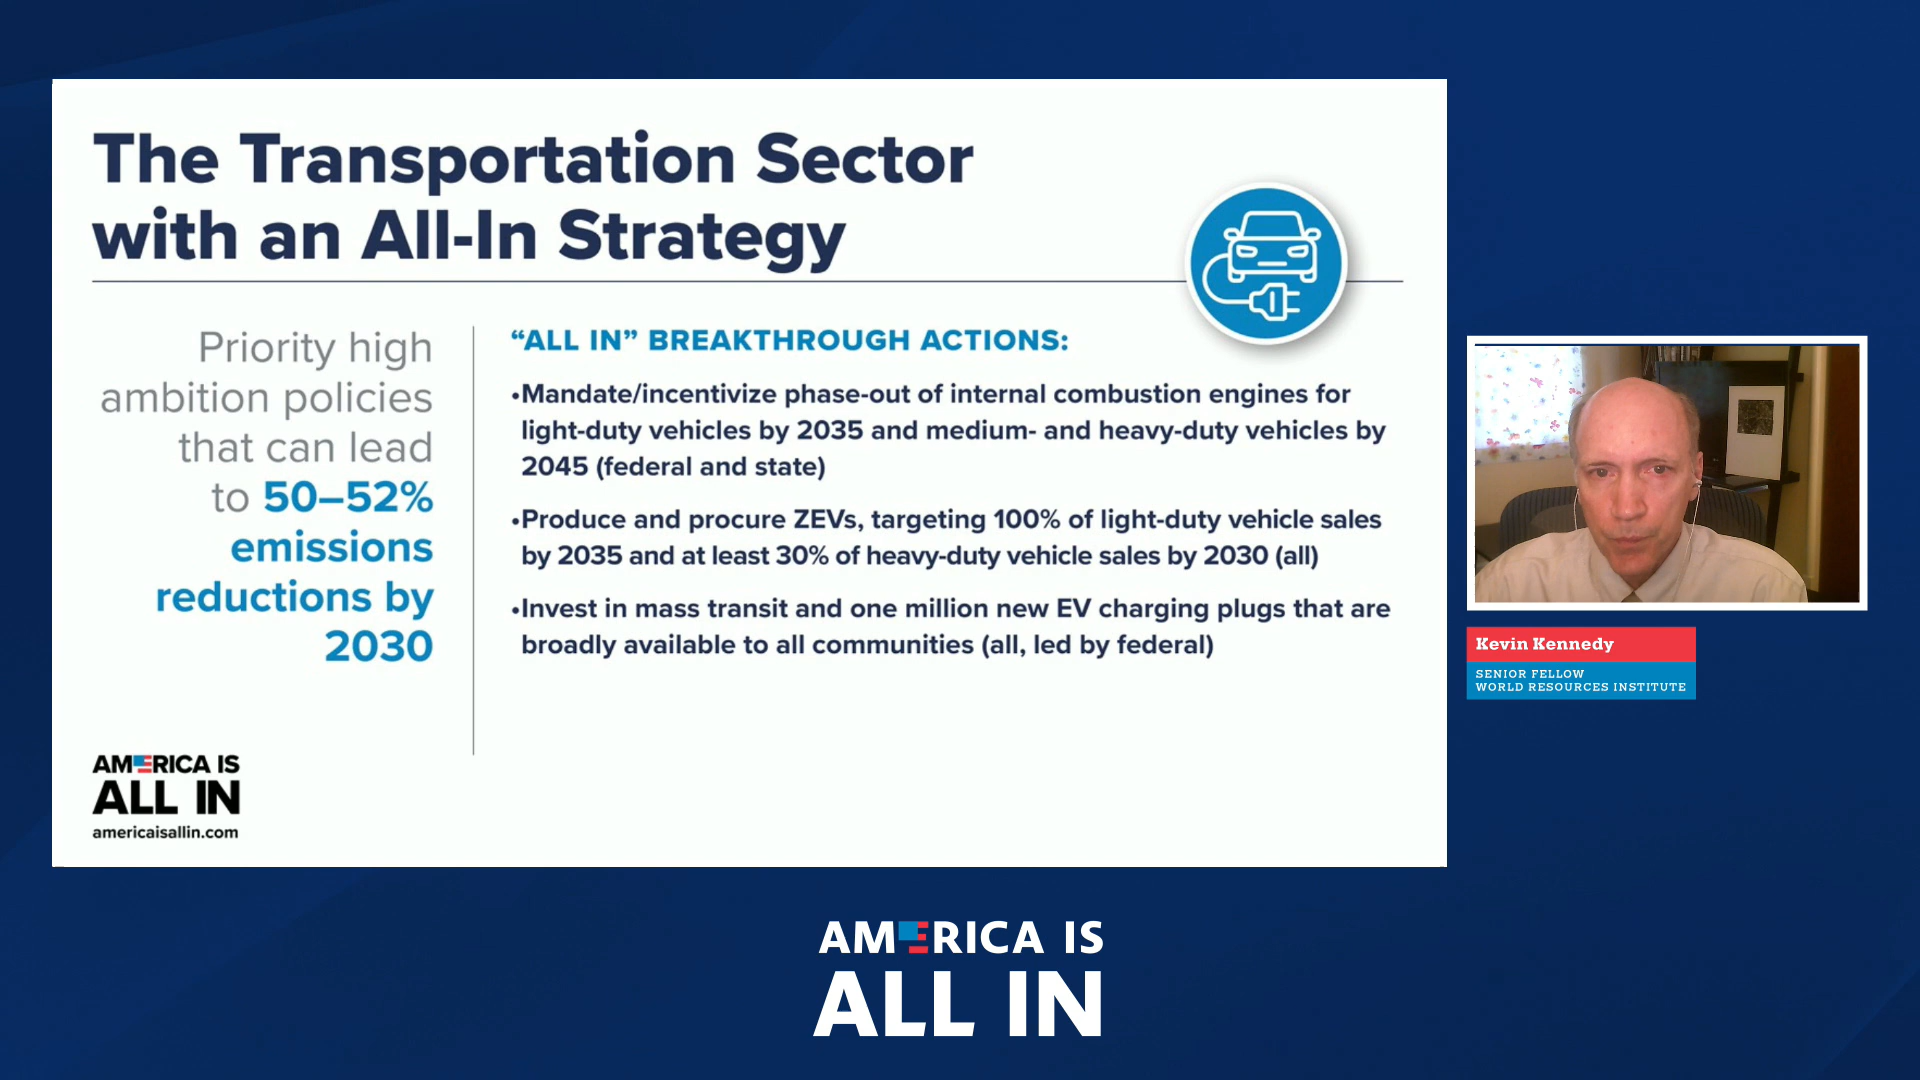 The Transportation Sector
with an All-In Strategy
Priority high
ambition policies
that can lead
to 50–52%
emissions
reductions by
2030
“ALL IN” BREAKTHROUGH ACTIONS:
•Mandate/incentivize phase-out of internal combustion engines for
light-duty vehicles by 2035 and medium- and heavy-duty vehicles by
2045 (federal and state)
•Produce and procure ZEVs, targeting 100% of light-duty vehicle sales
by 2035 and at least 30% of heavy-duty vehicle sales by 2030 (all)
•Invest in mass transit and one million new EV charging plugs that are
broadly available to all communities (all, led by federal)
AMERICA IS
ALL IN
americaisallin.com
Kevin Kennedy
SENIOR FELLOW
WORLD RESOURCES INSTITUTE
AMERICA IS
ALL IN